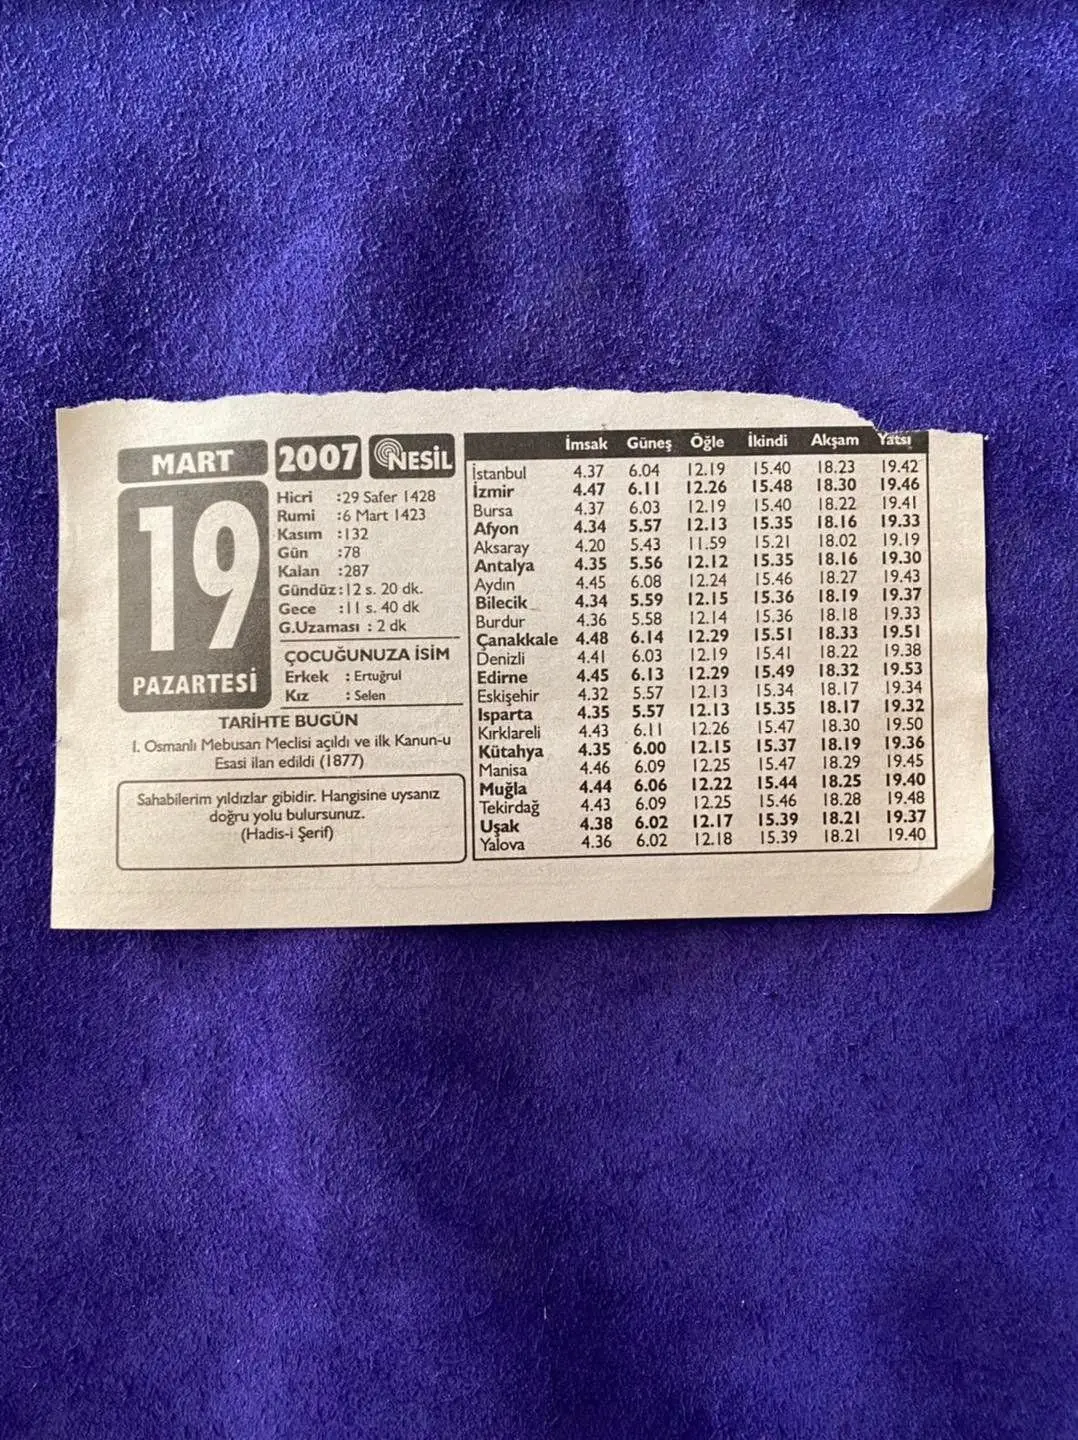 MART
2007
NESİL
19
PAZARTESİ
Hicri :29 Safer 1428
Rumi :6 Mart 1423
Kasım :132
Gün :78
Kalan :287
Gündüz:12 s. 20 dk.
Gece :11 s. 40 dk
G.Uzaması : 2 dk
ÇOCUĞUNUZA İSİM
Erkek : Ertuğrul
Kız : Selen
TARİHTE BUGÜN
I. Osmanlı Mebusan Meclisi açıldı ve ilk Kanun-u
Esasi ilan edildi (1877)
Sahabilerim yıldızlar gibidir. Hangisine uysanız
doğru yolu bulursunuz.
(Hadis-i Şerif)
İmsak Güneş Öğle İkindi Akşam Yatsı
İstanbul 4.37 6.04 12.19 15.40 18.23 19.42
İzmir 4.47 6.11 12.26 15.48 18.30 19.46
Bursa 4.37 6.03 12.19 15.40 18.22 19.41
Afyon 4.34 5.57 12.13 15.35 18.16 19.33
Aksaray 4.20 5.43 11.59 15.21 18.02 19.19
Antalya 4.35 5.56 12.12 15.35 18.16 19.30
Aydın 4.45 6.08 12.24 15.46 18.27 19.43
Bilecik 4.34 5.59 12.15 15.36 18.19 19.37
Burdur 4.36 5.58 12.14 15.36 18.18 19.33
Çanakkale 4.48 6.14 12.29 15.51 18.33 19.51
Denizli 4.41 6.03 12.19 15.41 18.22 19.38
Edirne 4.45 6.13 12.29 15.49 18.32 19.53
Eskişehir 4.32 5.57 12.13 15.34 18.17 19.34
Isparta 4.35 5.57 12.13 15.35 18.17 19.32
Kırklareli 4.43 6.11 12.26 15.47 18.30 19.50
Kütahya 4.35 6.00 12.15 15.37 18.19 19.36
Manisa 4.46 6.09 12.25 15.47 18.29 19.45
Muğla 4.44 6.06 12.22 15.44 18.25 19.40
Tekirdağ 4.43 6.09 12.25 15.46 18.28 19.48
Uşak 4.38 6.02 12.17 15.39 18.21 19.37
Yalova 4.36 6.02 12.18 15.39 18.21 19.40